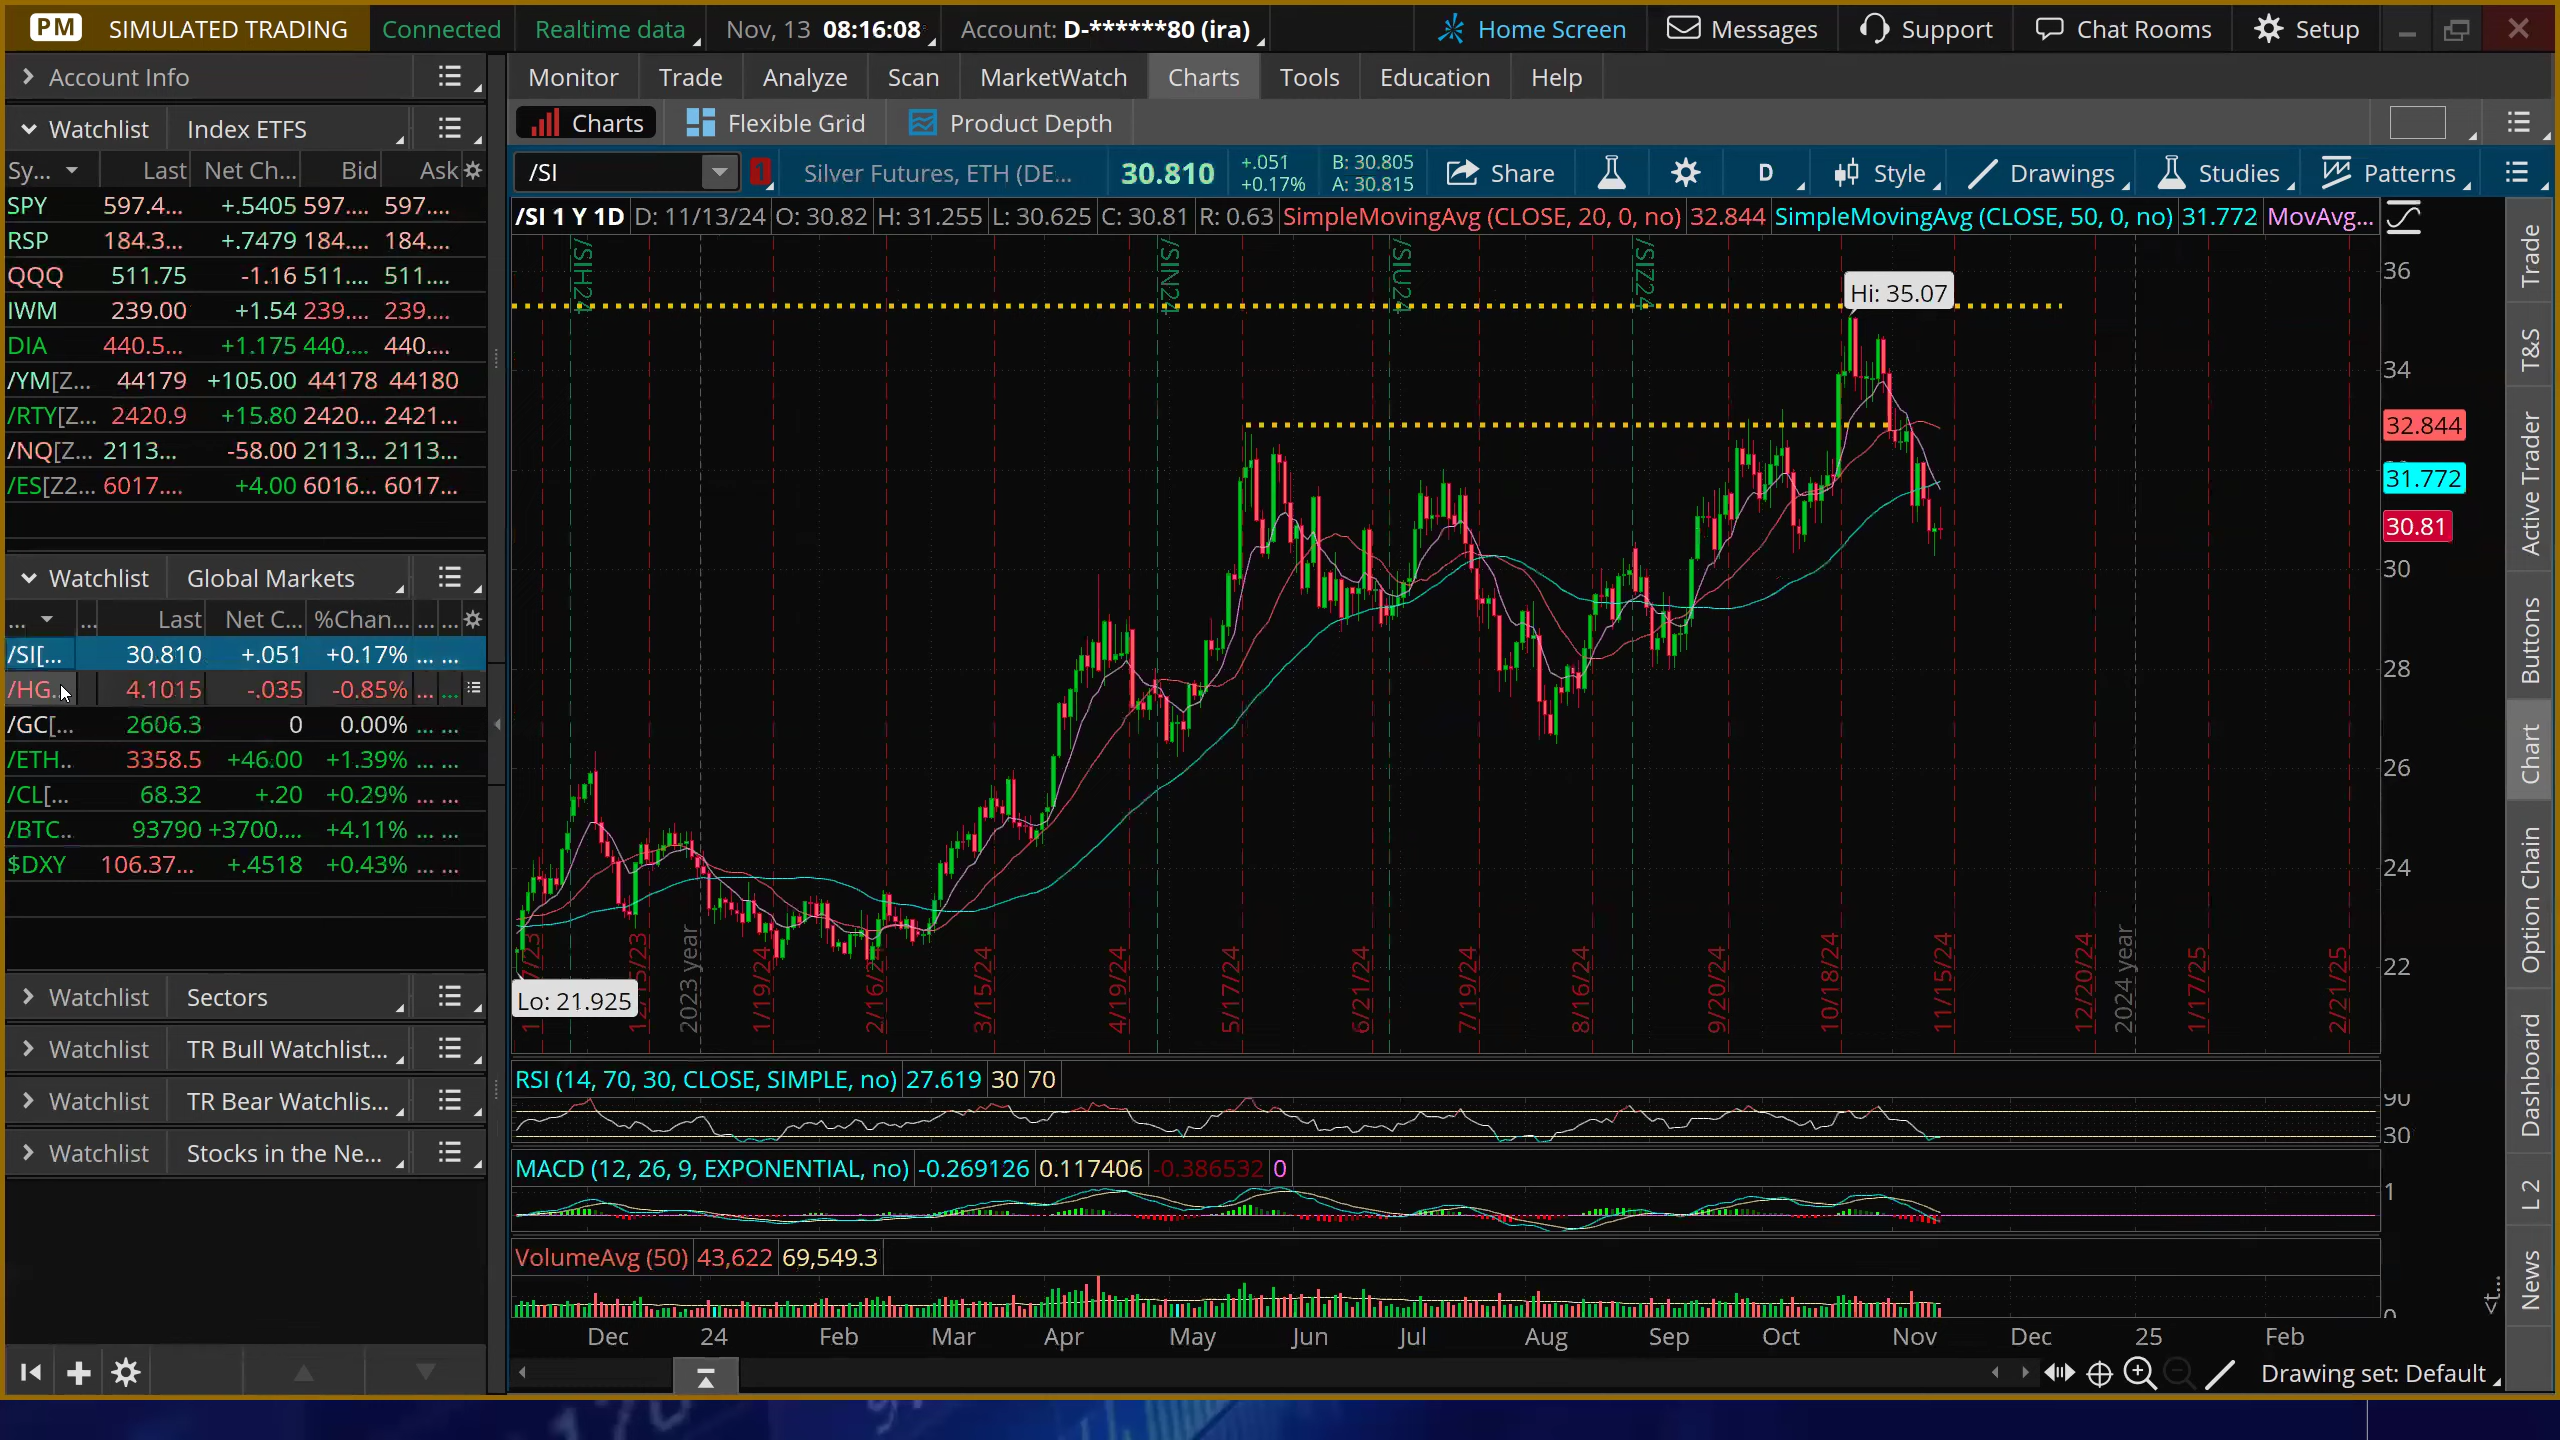 PM SIMULATED TRADING Connected Realtime data Nov, 13 08:16:08 Account: D-******80 (ira) Home Screen Messages Support Chat Rooms Setup
Account Info
Monitor Trade Analyze Scan MarketWatch Charts Tools Education Help
Watchlist Index ETFS
Charts Flexible Grid Product Depth
Sy... Last Net Ch... Bid Ask
SPY 597.4... +.5405 597.... 597....
RSP 184.3... +.7479 184.... 184....
QQQ 511.75 -1.16 511.... 511....
IWM 239.00 +1.54 239.... 239....
DIA 440.5... +1.175 440.... 440....
/YM[Z... 44179 +105.00 44178 44180
/RTY[Z... 2420.9 +15.80 2420... 2421...
/NQ[Z... 2113... -58.00 2113... 2113...
/ES[Z2... 6017.... +4.00 6016... 6017...
Watchlist Global Markets
... ... Last Net C... %Chan... ... ...
/SI[... 30.810 +.051 +0.17% ... ...
/HG... 4.1015 -.035 -0.85% ... ...
/GC[... 2606.3 0 0.00% ... ...
/ETH... 3358.5 +46.00 +1.39% ... ...
/CL[... 68.32 +.20 +0.29% ... ...
/BTC... 93790 +3700.... +4.11% ... ...
$DXY 106.37... +.4518 +0.43% ... ...
Watchlist Sectors
Watchlist TR Bull Watchlist...
Watchlist TR Bear Watchlis...
Watchlist Stocks in the Ne...
/SI 1 Silver Futures, ETH (DE... 30.810 +.051 +0.17% B: 30.805 A: 30.815 Share D Style Drawings Studies Patterns
/SI 1 Y 1D D: 11/13/24 O: 30.82 H: 31.255 L: 30.625 C: 30.81 R: 0.63 SimpleMovingAvg (CLOSE, 20, 0, no) 32.844 SimpleMovingAvg (CLOSE, 50, 0, no) 31.772 MovAvg...
/SIH24 /SIN24 /SIU24 /SIZ24
Hi: 35.07
36
34
32.844
31.772
30.81
30
28
26
24
22
Lo: 21.925
2023 year 1/19/24 2/16/24 3/15/24 4/19/24 5/17/24 6/21/24 7/19/24 8/16/24 9/20/24 10/18/24 11/15/24 12/20/24 2024 year 1/17/25 2/21/25
RSI (14, 70, 30, CLOSE, SIMPLE, no) 27.619 30 70
90
30
MACD (12, 26, 9, EXPONENTIAL, no) -0.269126 0.117406 -0.386532 0
1
VolumeAvg (50) 43,622 69,549.3
0
Dec 24 Feb Mar Apr May Jun Jul Aug Sep Oct Nov Dec 25 Feb
Drawing set: Default
Trade
T&S
Active Trader
Buttons
Chart
Option Chain
Dashboard
L 2
News
<t...